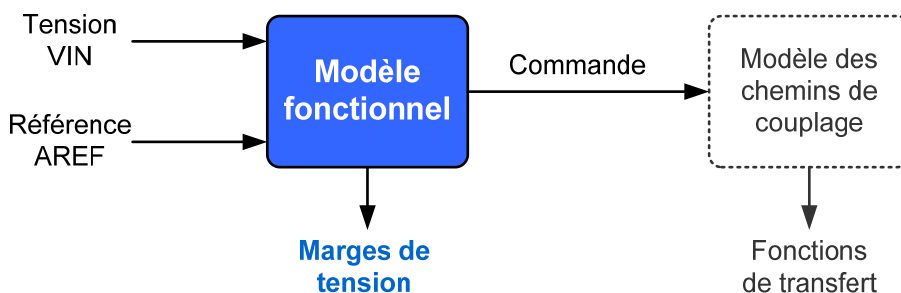 Tension
VIN
Référence
AREF
Modèle
fonctionnel
Commande
Modèle des
chemins de
couplage
Marges de
tension
Fonctions
de transfert